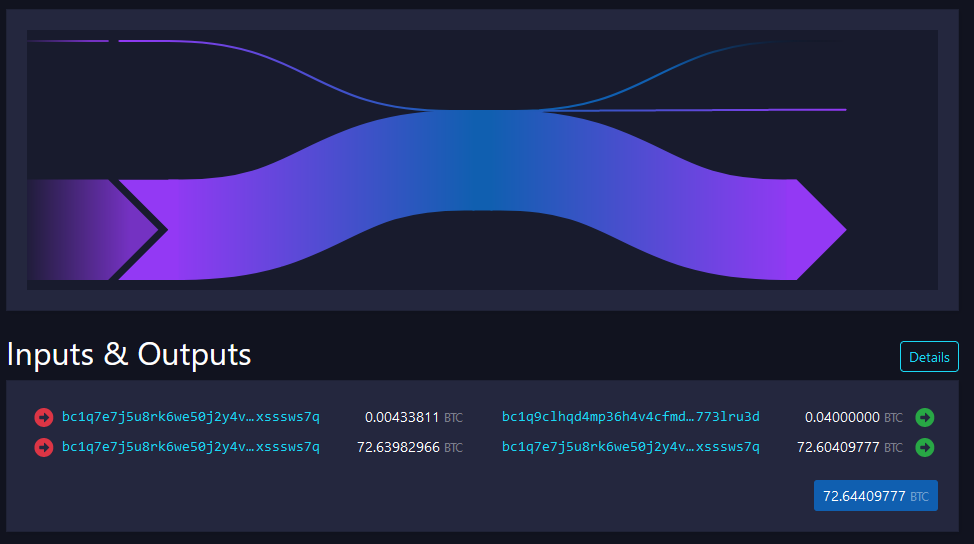 Inputs & Outputs
Details
bc1q7e7j5u8rk6we50j2y4v…xsssws7q 0.00433811 BTC bc1q9clhqd4mp36h4v4cfmd…773lru3d 0.04000000 BTC
bc1q7e7j5u8rk6we50j2y4v…xsssws7q 72.63982966 BTC bc1q7e7j5u8rk6we50j2y4v…xsssws7q 72.60409777 BTC
72.64409777 BTC